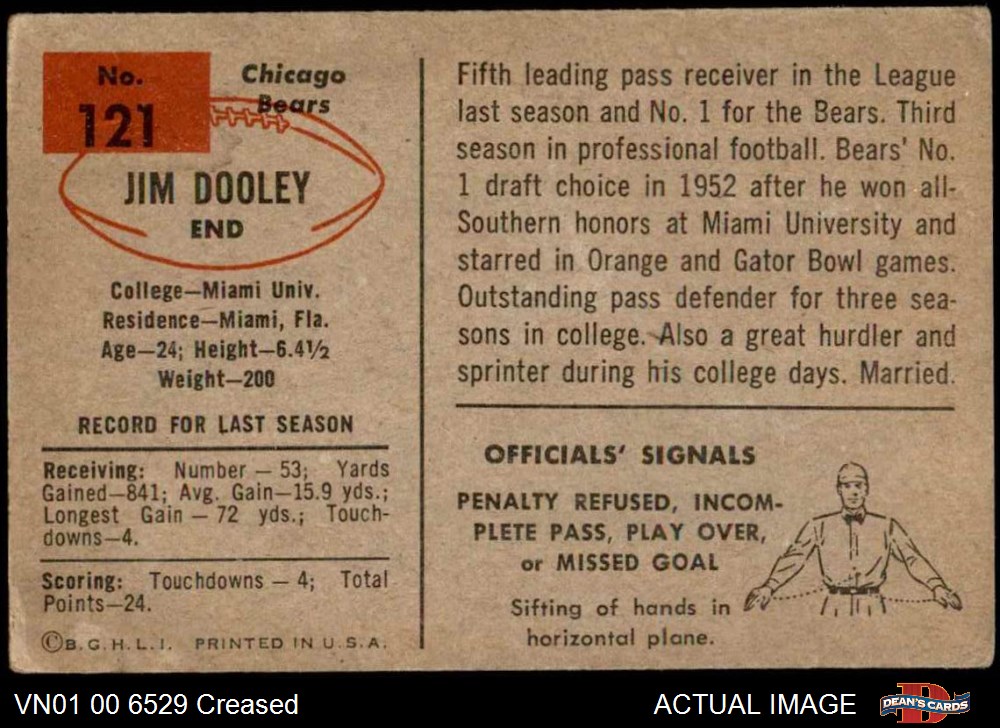 No.
121
Chicago
Bears
JIM DOOLEY
END
College—Miami Univ.
Residence—Miami, Fla.
Age—24; Height—6.4½
Weight—200
RECORD FOR LAST SEASON
Receiving: Number — 53; Yards
Gained—841; Avg. Gain—15.9 yds.;
Longest Gain — 72 yds.; Touch-
downs—4.
Scoring: Touchdowns — 4; Total
Points—24.
©B.G.H.L.I. PRINTED IN U.S.A.
Fifth leading pass receiver in the League
last season and No. 1 for the Bears. Third
season in professional football. Bears' No.
1 draft choice in 1952 after he won all-
Southern honors at Miami University and
starred in Orange and Gator Bowl games.
Outstanding pass defender for three sea-
sons in college. Also a great hurdler and
sprinter during his college days. Married.
OFFICIALS' SIGNALS
PENALTY REFUSED, INCOM-
PLETE PASS, PLAY OVER,
or MISSED GOAL
Sifting of hands in
horizontal plane.
VN01 00 6529 Creased
ACTUAL IMAGE
D
DEAN'S CARDS